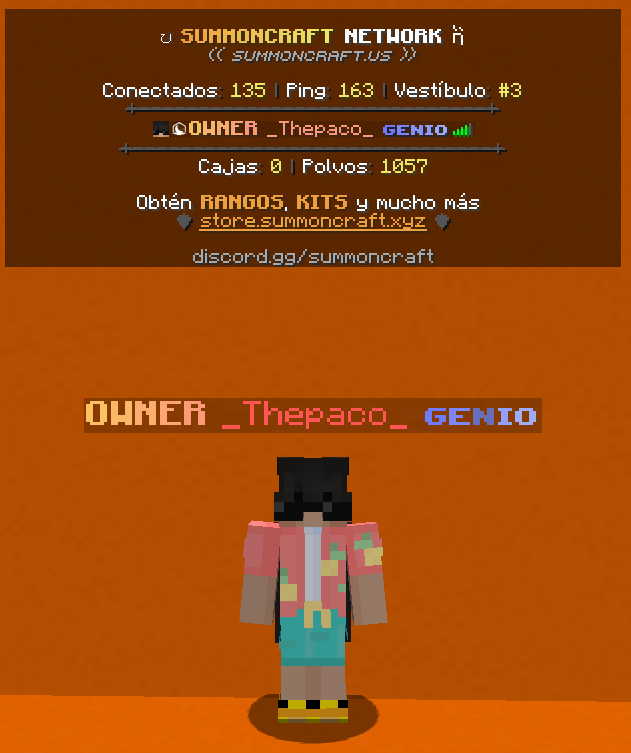 SUMMONCRAFT NETWORK
(( SUMMONCRAFT.US ))
Conectados: 135 | Ping: 163 | Vestíbulo: #3
OWNER _Thepaco_ GENIO
Cajas: 0 | Polvos: 1057
Obtén RANGOS, KITS y mucho más
store.summoncraft.xyz
discord.gg/summoncraft
OWNER _Thepaco_ GENIO